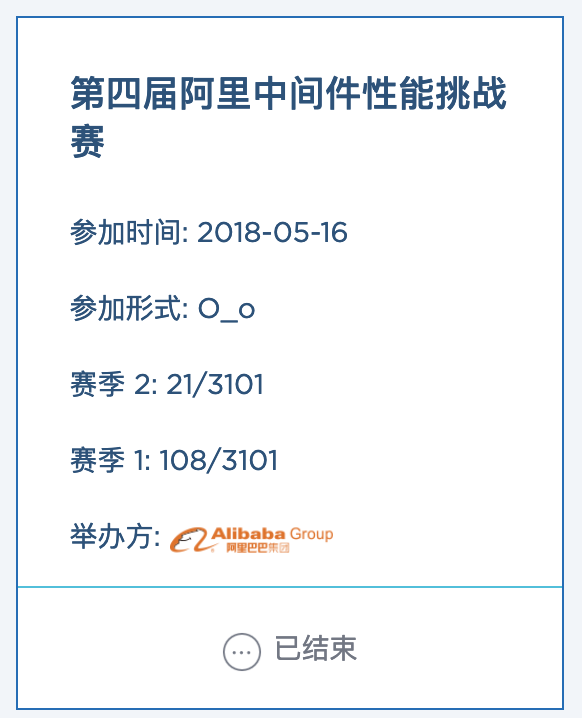 第四届阿里中间件性能挑战
赛
参加时间: 2018-05-16
参加形式: O_o
赛季 2: 21/3101
赛季 1: 108/3101
举办方: Alibaba Group
阿里巴巴集团
已结束